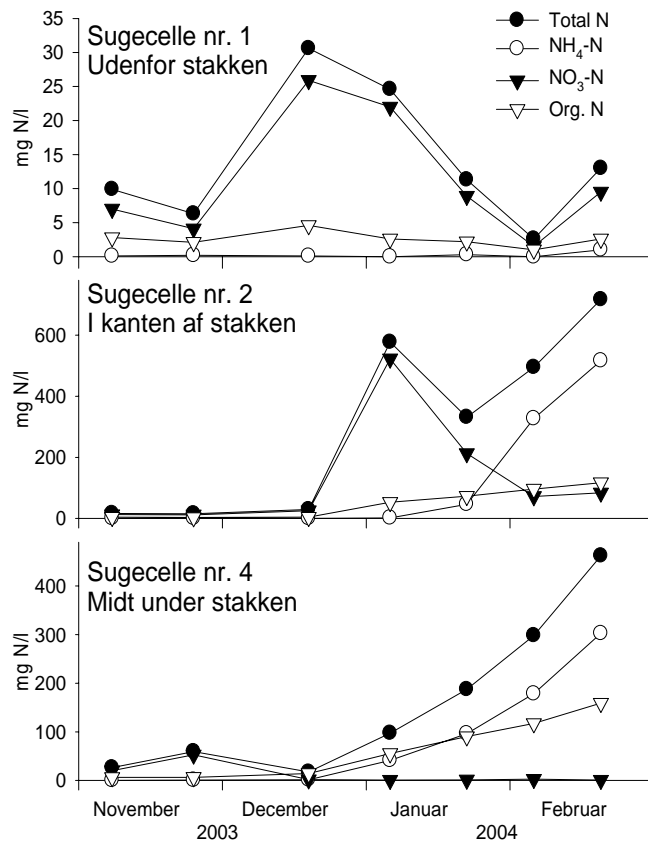 Total N
NH₄-N
NO₃-N
Org. N
Sugecelle nr. 1
Udenfor stakken
mg N/l
35
30
25
20
15
10
5
0
Sugecelle nr. 2
I kanten af stakken
mg N/l
600
400
200
0
Sugecelle nr. 4
Midt under stakken
mg N/l
400
300
200
100
0
November December Januar Februar
2003 2004